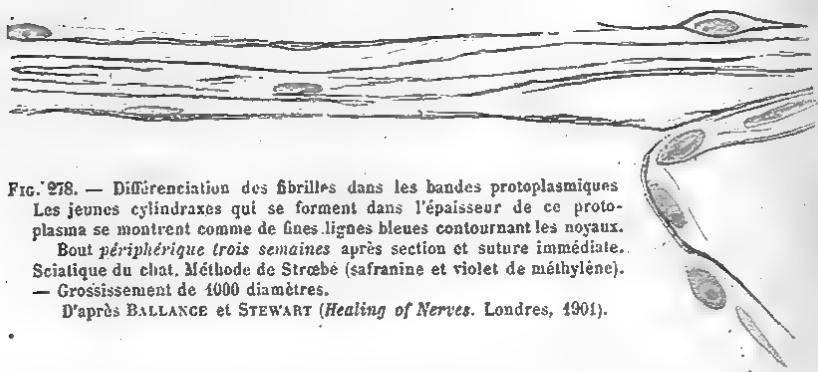 FIG. 278. — Différenciation des fibrilles dans les bandes protoplasmiques
Les jeunes cylindraxes qui se forment dans l'épaisseur de ce proto-
plasma se montrent comme de fines lignes bleues contournant les noyaux.
Bout périphérique trois semaines après section et suture immédiate.
Sciatique du chat. Méthode de Strœbe (safranine et violet de méthylène).
— Grossissement de 1000 diamètres.
D'après BALLANCE et STEWART (Healing of Nerves. Londres, 1901).